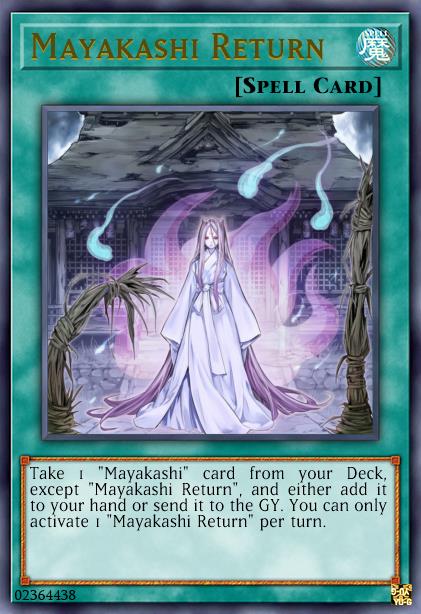 Mayakashi Return
魔
[Spell Card]
Take 1 "Mayakashi" card from your Deck,
except "Mayakashi Return", and either add it
to your hand or send it to the GY. You can only
activate 1 "Mayakashi Return" per turn.
02364438